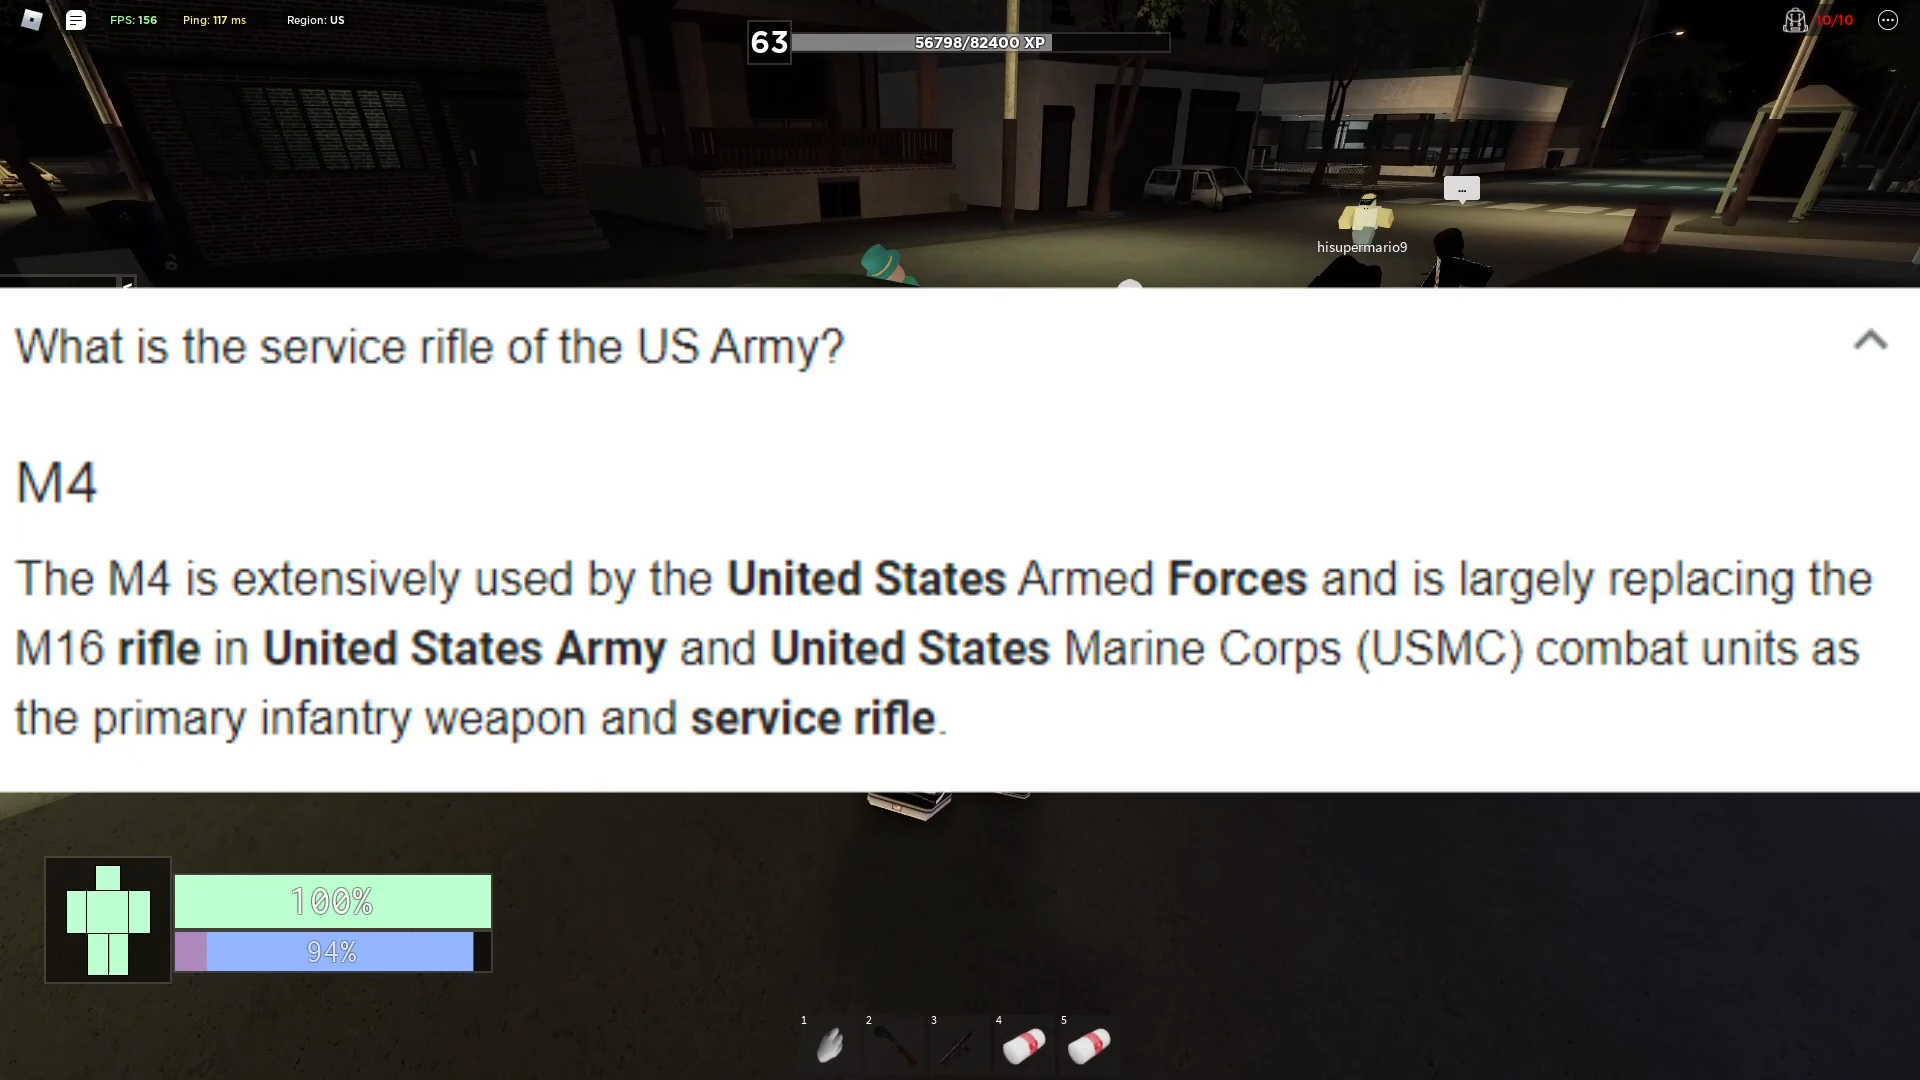 FPS: 156 Ping: 117 ms Region: US
10/10
63 56798/82400 XP
...
hisupermario9
What is the service rifle of the US Army?
M4
The M4 is extensively used by the United States Armed Forces and is largely replacing the
M16 rifle in United States Army and United States Marine Corps (USMC) combat units as
the primary infantry weapon and service rifle.
100%
94%
1 2 3 4 5